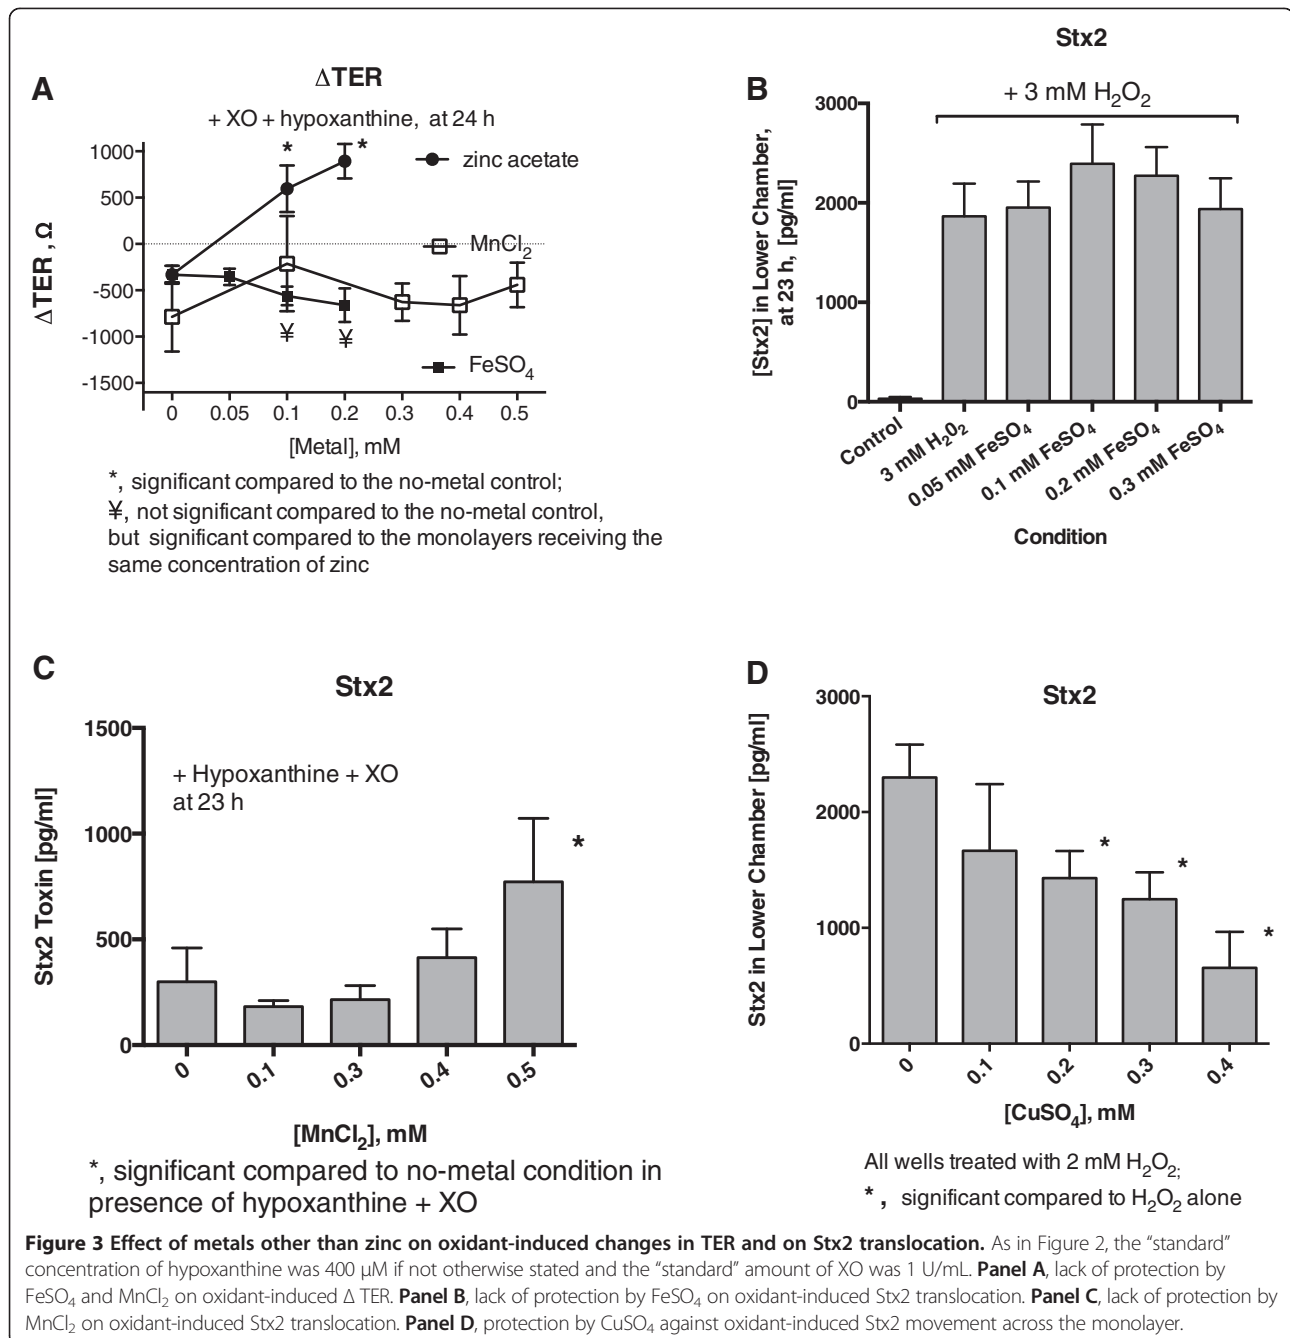 A
ΔTER
+ XO + hypoxanthine, at 24 h
ΔTER, Ω
1000
500
0
-500
-1000
-1500
*
*
zinc acetate
MnCl₂
FeSO₄
¥
¥
0
0.05
0.1
0.2
0.3
0.4
0.5
[Metal], mM
*, significant compared to the no-metal control;
¥, not significant compared to the no-metal control,
but significant compared to the monolayers receiving the
same concentration of zinc
B
Stx2
+ 3 mM H₂O₂
[Stx2] in Lower Chamber,
at 23 h, [pg/ml]
3000
2000
1000
0
Control
3 mM H₂0₂
0.05 mM FeSO₄
0.1 mM FeSO₄
0.2 mM FeSO₄
0.3 mM FeSO₄
Condition
C
Stx2
+ Hypoxanthine + XO
at 23 h
Stx2 Toxin [pg/ml]
1500
1000
500
0
*
0
0.1
0.3
0.4
0.5
[MnCl₂], mM
*, significant compared to no-metal condition in
presence of hypoxanthine + XO
D
Stx2
Stx2 in Lower Chamber [pg/ml]
3000
2000
1000
0
*
*
*
0
0.1
0.2
0.3
0.4
[CuSO₄], mM
All wells treated with 2 mM H₂O₂;
*, significant compared to H₂O₂ alone
Figure 3 Effect of metals other than zinc on oxidant-induced changes in TER and on Stx2 translocation. As in Figure 2, the “standard”
concentration of hypoxanthine was 400 μM if not otherwise stated and the “standard” amount of XO was 1 U/mL. Panel A, lack of protection by
FeSO₄ and MnCl₂ on oxidant-induced Δ TER. Panel B, lack of protection by FeSO₄ on oxidant-induced Stx2 translocation. Panel C, lack of protection by
MnCl₂ on oxidant-induced Stx2 translocation. Panel D, protection by CuSO₄ against oxidant-induced Stx2 movement across the monolayer.